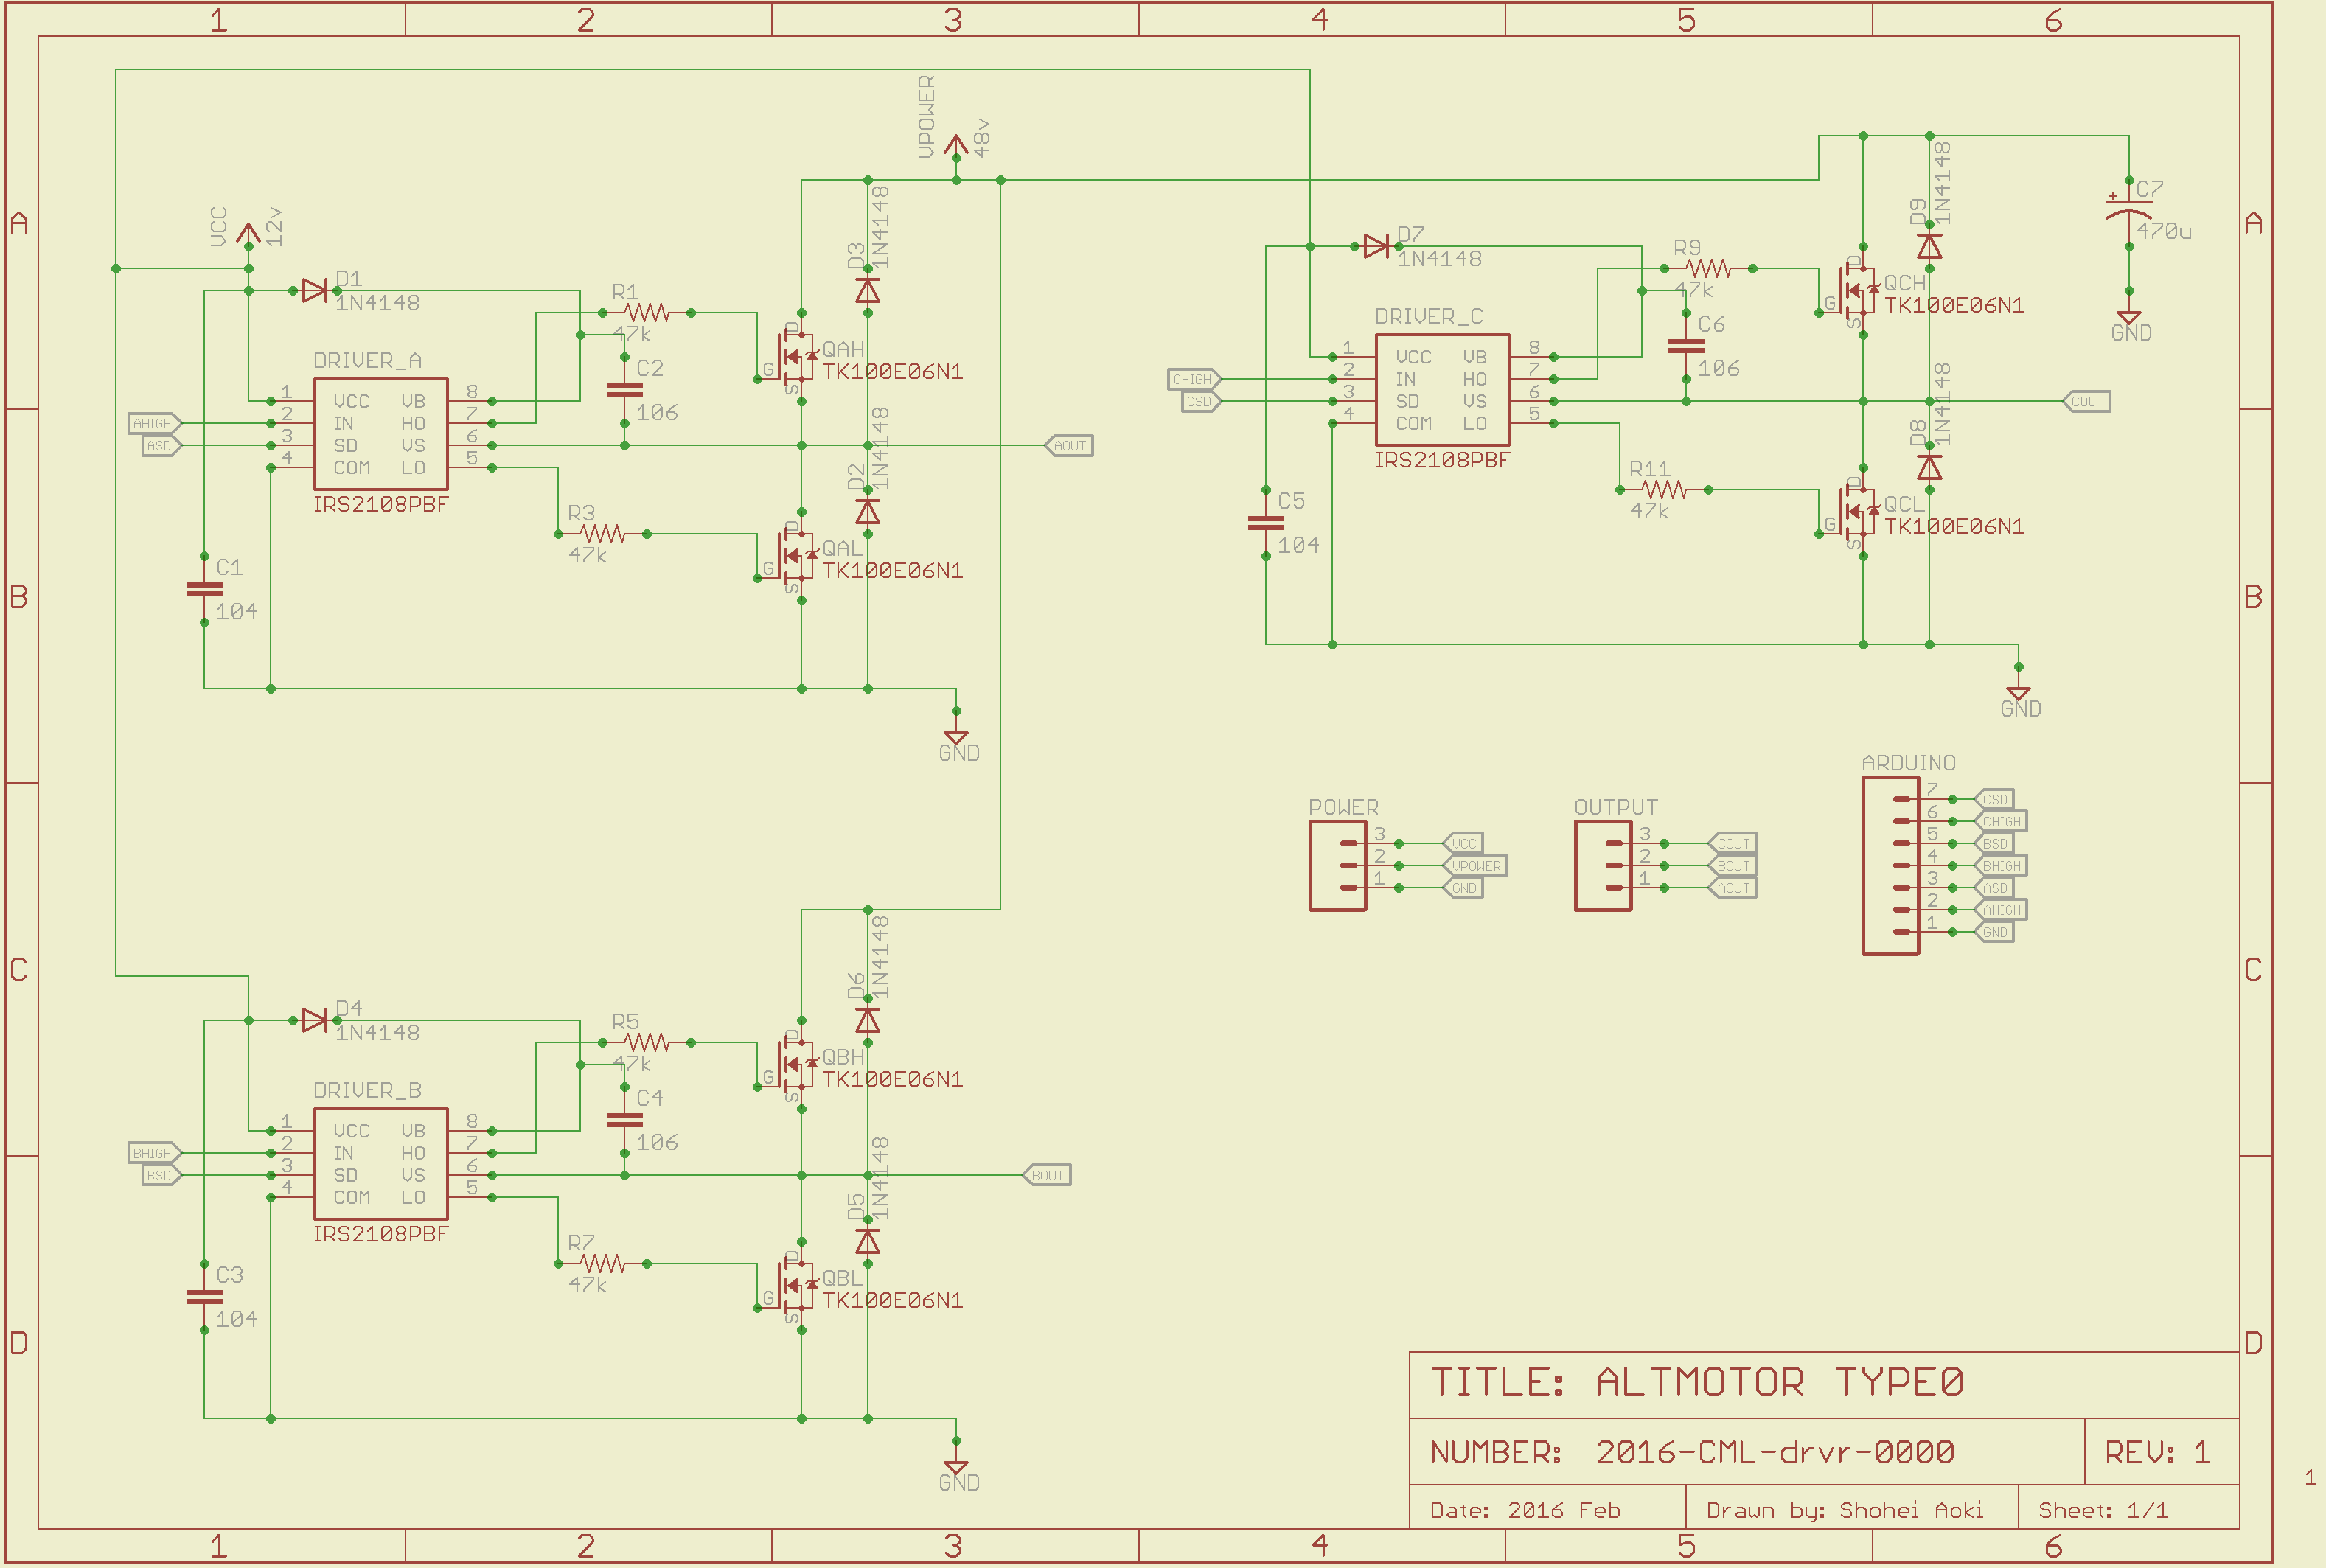 1 2 3 4 5 6
A
B
C
D
VCC
12v
D1
1N4148
DRIVER_A
1 VCC VB 8
2 IN HO 7
3 SD VS 6
4 COM LO 5
IRS2108PBF
AHIGH
ASD
C1
104
R1
47k
C2
106
R3
47k
VPOWER
48v
D3
1N4148
D
G
S
QAH
TK100E06N1
D2
1N4148
D
G
S
QAL
TK100E06N1
AOUT
GND
D7
1N4148
DRIVER_C
1 VCC VB 8
2 IN HO 7
3 SD VS 6
4 COM LO 5
IRS2108PBF
CHIGH
CSD
C5
104
R9
47k
C6
106
R11
47k
D9
1N4148
D
G
S
QCH
TK100E06N1
D8
1N4148
D
G
S
QCL
TK100E06N1
COUT
C7
+
470u
GND
GND
D4
1N4148
DRIVER_B
1 VCC VB 8
2 IN HO 7
3 SD VS 6
4 COM LO 5
IRS2108PBF
BHIGH
BSD
C3
104
R5
47k
C4
106
R7
47k
D6
1N4148
D
G
S
QBH
TK100E06N1
D5
1N4148
D
G
S
QBL
TK100E06N1
BOUT
GND
POWER
3 VCC
2 VPOWER
1 GND
OUTPUT
3 COUT
2 BOUT
1 AOUT
ARDUINO
7 CSD
6 CHIGH
5 BSD
4 BHIGH
3 ASD
2 AHIGH
1 GND
A
B
C
D
TITLE: ALTMOTOR TYPE0
NUMBER: 2016-CML-drvr-0000 REV: 1
Date: 2016 Feb Drawn by: Shohei Aoki Sheet: 1/1
1
1 2 3 4 5 6